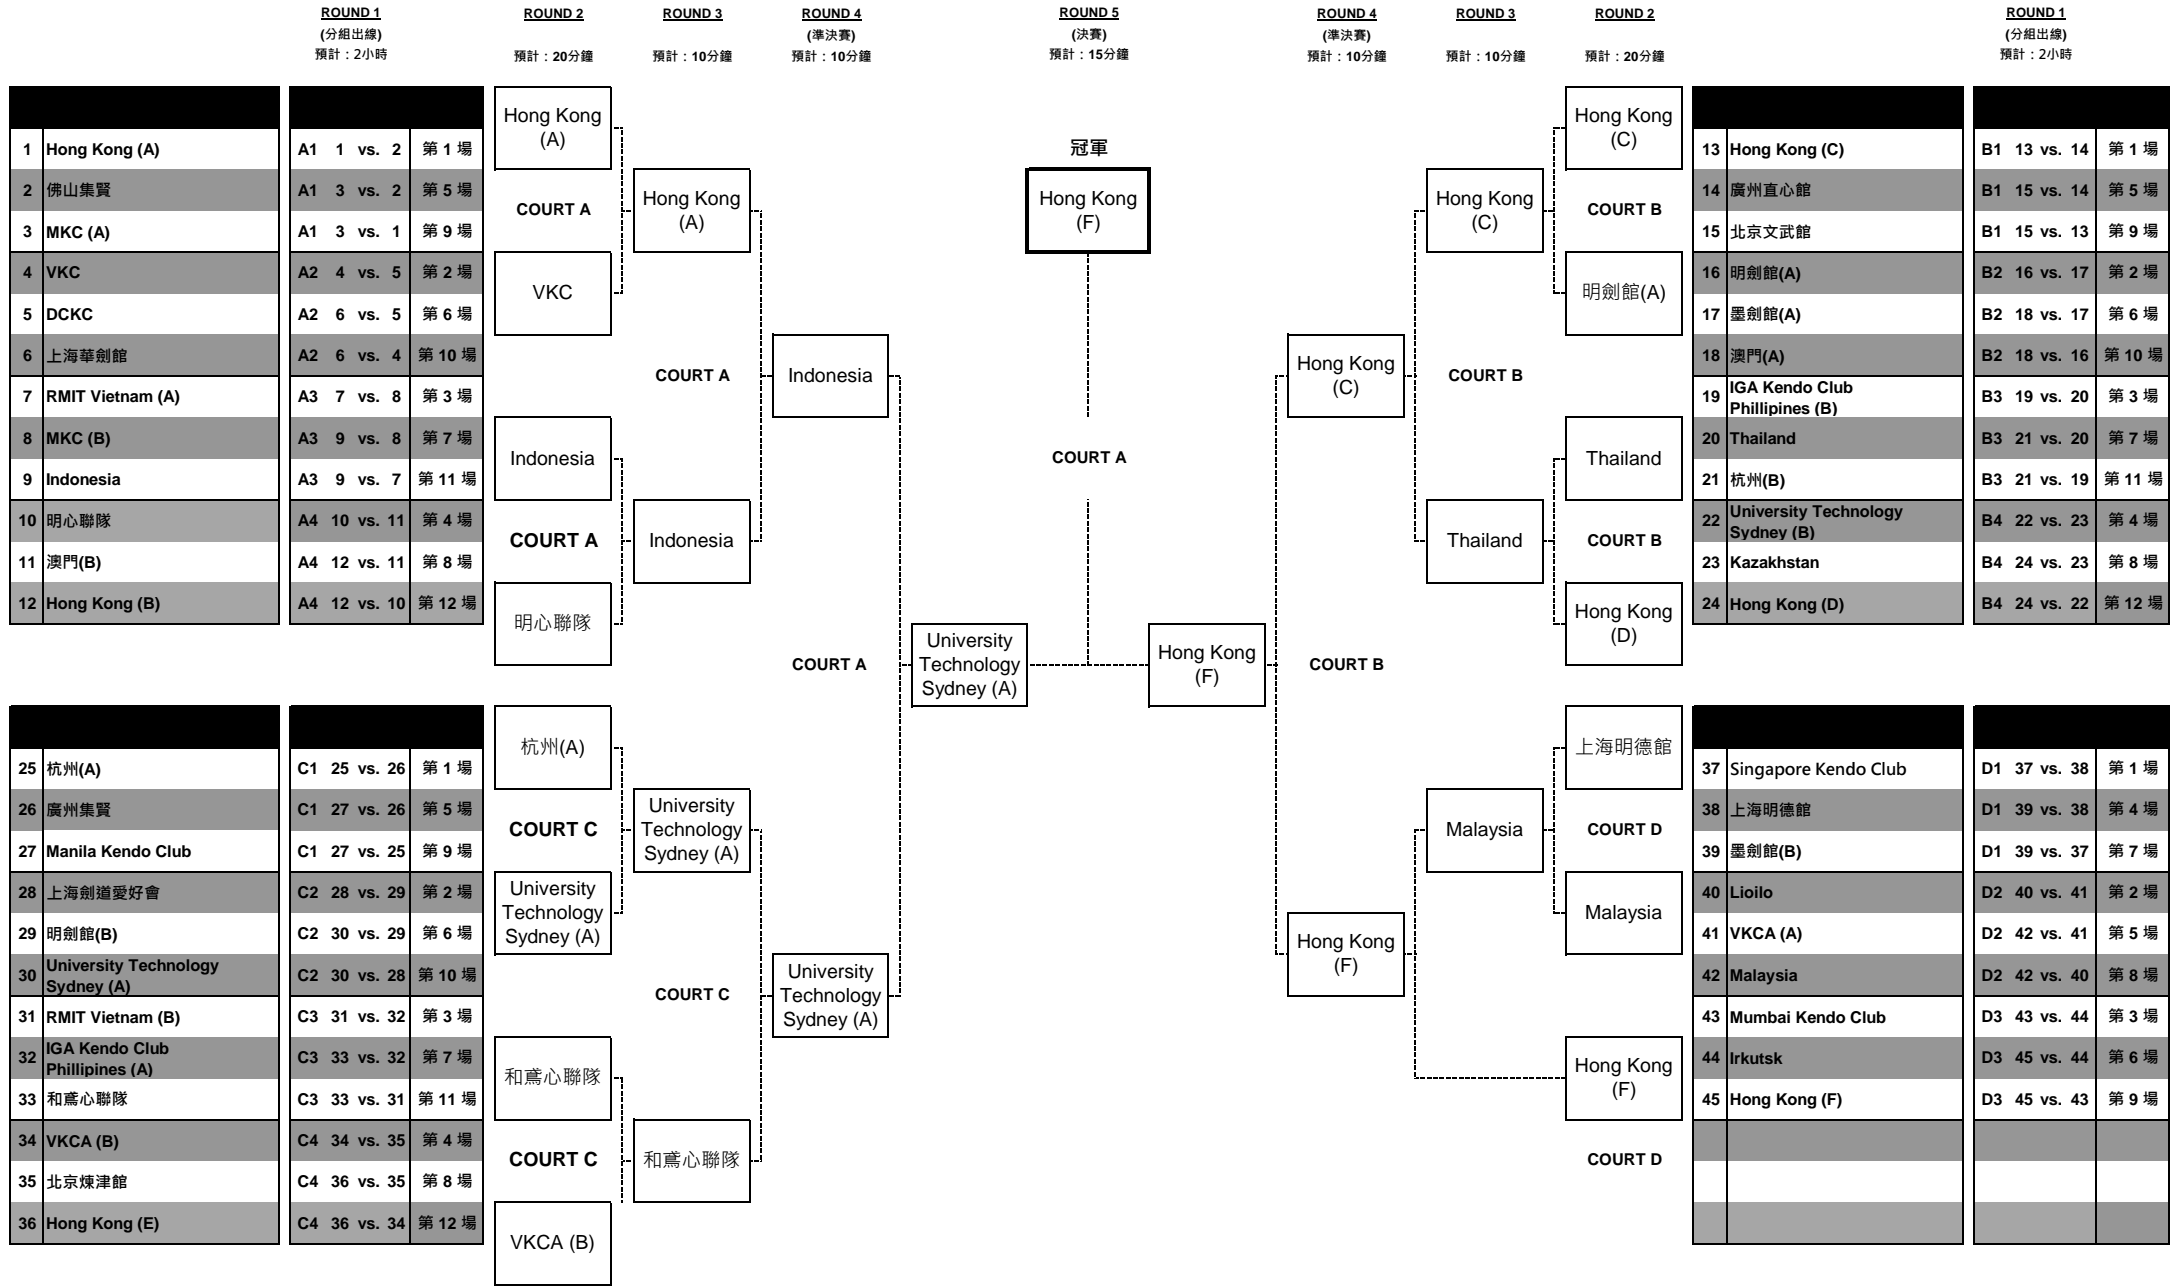 ROUND 1
(分組出線)
預計：2小時
ROUND 2
預計：20分鐘
ROUND 3
預計：10分鐘
ROUND 4
(準決賽)
預計：10分鐘
ROUND 5
(決賽)
預計：15分鐘
ROUND 4
(準決賽)
預計：10分鐘
ROUND 3
預計：10分鐘
ROUND 2
預計：20分鐘
ROUND 1
(分組出線)
預計：2小時
1 Hong Kong (A) A1 1 vs. 2 第 1 場
2 佛山集賢 A1 3 vs. 2 第 5 場
3 MKC (A) A1 3 vs. 1 第 9 場
4 VKC A2 4 vs. 5 第 2 場
5 DCKC A2 6 vs. 5 第 6 場
6 上海華劍館 A2 6 vs. 4 第 10 場
7 RMIT Vietnam (A) A3 7 vs. 8 第 3 場
8 MKC (B) A3 9 vs. 8 第 7 場
9 Indonesia A3 9 vs. 7 第 11 場
10 明心聯隊 A4 10 vs. 11 第 4 場
11 澳門(B) A4 12 vs. 11 第 8 場
12 Hong Kong (B) A4 12 vs. 10 第 12 場
Hong Kong
(A)
COURT A
VKC
Indonesia
COURT A
明心聯隊
Hong Kong
(A)
COURT A
Indonesia
Indonesia
COURT A
University
Technology
Sydney (A)
冠軍
Hong Kong
(F)
COURT A
Hong Kong
(F)
COURT B
Hong Kong
(C)
Hong Kong
(C)
COURT B
Thailand
Hong Kong
(C)
COURT B
明劍館(A)
Thailand
COURT B
Hong Kong
(D)
13 Hong Kong (C) B1 13 vs. 14 第 1 場
14 廣州直心館 B1 15 vs. 14 第 5 場
15 北京文武館 B1 15 vs. 13 第 9 場
16 明劍館(A) B2 16 vs. 17 第 2 場
17 墨劍館(A) B2 18 vs. 17 第 6 場
18 澳門(A) B2 18 vs. 16 第 10 場
19 IGA Kendo Club
Phillipines (B) B3 19 vs. 20 第 3 場
20 Thailand B3 21 vs. 20 第 7 場
21 杭州(B) B3 21 vs. 19 第 11 場
22 University Technology
Sydney (B) B4 22 vs. 23 第 4 場
23 Kazakhstan B4 24 vs. 23 第 8 場
24 Hong Kong (D) B4 24 vs. 22 第 12 場
25 杭州(A) C1 25 vs. 26 第 1 場
26 廣州集賢 C1 27 vs. 26 第 5 場
27 Manila Kendo Club C1 27 vs. 25 第 9 場
28 上海劍道愛好會 C2 28 vs. 29 第 2 場
29 明劍館(B) C2 30 vs. 29 第 6 場
30 University Technology
Sydney (A) C2 30 vs. 28 第 10 場
31 RMIT Vietnam (B) C3 31 vs. 32 第 3 場
32 IGA Kendo Club
Phillipines (A) C3 33 vs. 32 第 7 場
33 和鳶心聯隊 C3 33 vs. 31 第 11 場
34 VKCA (B) C4 34 vs. 35 第 4 場
35 北京煉津館 C4 36 vs. 35 第 8 場
36 Hong Kong (E) C4 36 vs. 34 第 12 場
杭州(A)
COURT C
University
Technology
Sydney (A)
和鳶心聯隊
COURT C
VKCA (B)
University
Technology
Sydney (A)
COURT C
和鳶心聯隊
University
Technology
Sydney (A)
Hong Kong
(F)
Malaysia
上海明德館
COURT D
Malaysia
Hong Kong
(F)
COURT D
37 Singapore Kendo Club D1 37 vs. 38 第 1 場
38 上海明德館 D1 39 vs. 38 第 4 場
39 墨劍館(B) D1 39 vs. 37 第 7 場
40 Lioilo D2 40 vs. 41 第 2 場
41 VKCA (A) D2 42 vs. 41 第 5 場
42 Malaysia D2 42 vs. 40 第 8 場
43 Mumbai Kendo Club D3 43 vs. 44 第 3 場
44 Irkutsk D3 45 vs. 44 第 6 場
45 Hong Kong (F) D3 45 vs. 43 第 9 場